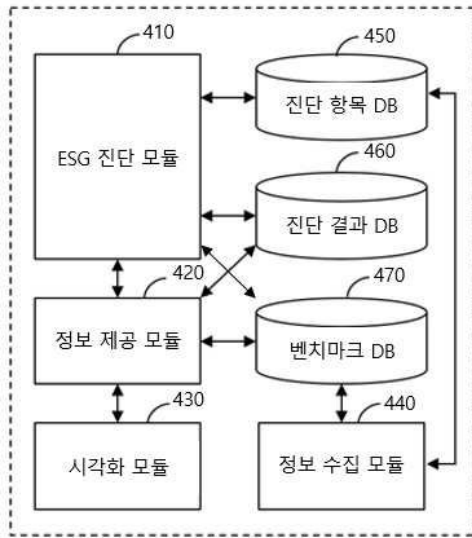 410
450
진단 항목 DB
ESG 진단 모듈
460
진단 결과 DB
420
470
정보 제공 모듈
벤치마크 DB
430
440
시각화 모듈
정보 수집 모듈